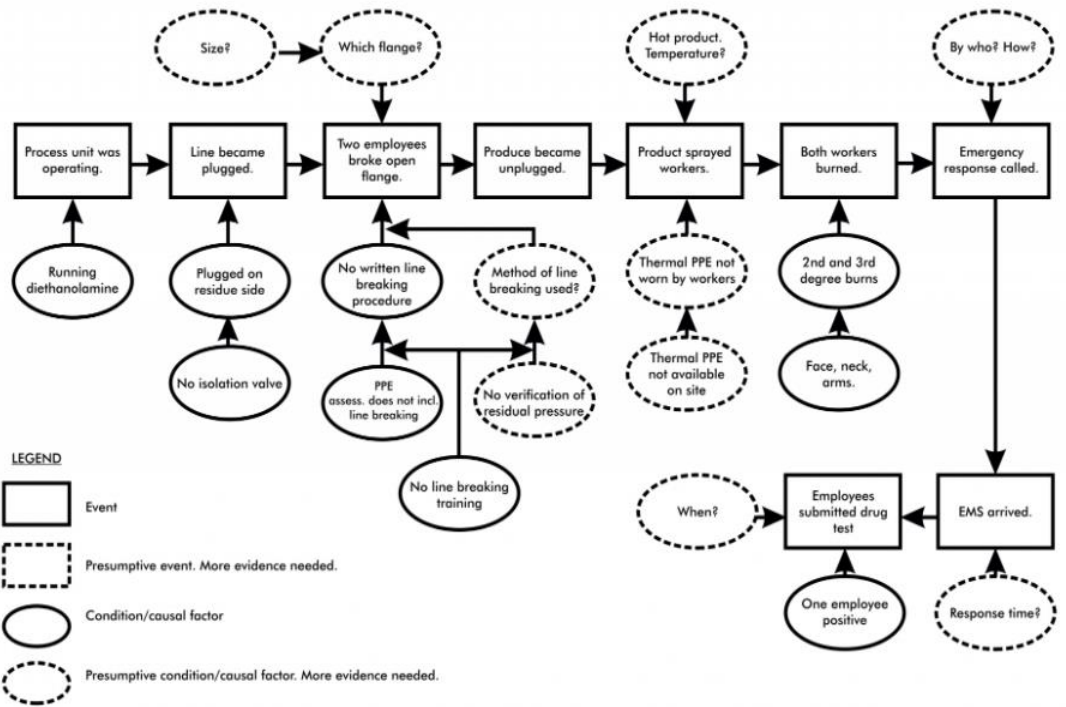 Size?
Which flange?
Hot product.
Temperature?
By who? How?
Process unit was
operating.
Line became
plugged.
Two employees
broke open
flange.
Produce became
unplugged.
Product sprayed
workers.
Both workers
burned.
Emergency
response called.
Running
diethanolamine
Plugged on
residue side
No written line
breaking
procedure
Method of line
breaking used?
Thermal PPE not
worn by workers
2nd and 3rd
degree burns
No isolation valve
PPE
assess. does not incl.
line breaking
No verification of
residual pressure
Thermal PPE
not available
on site
Face, neck,
arms.
No line breaking
training
When?
Employees
submitted drug
test
EMS arrived.
One employee
positive
Response time?
LEGEND
Event
Presumptive event. More evidence needed.
Condition/causal factor
Presumptive condition/causal factor. More evidence needed.